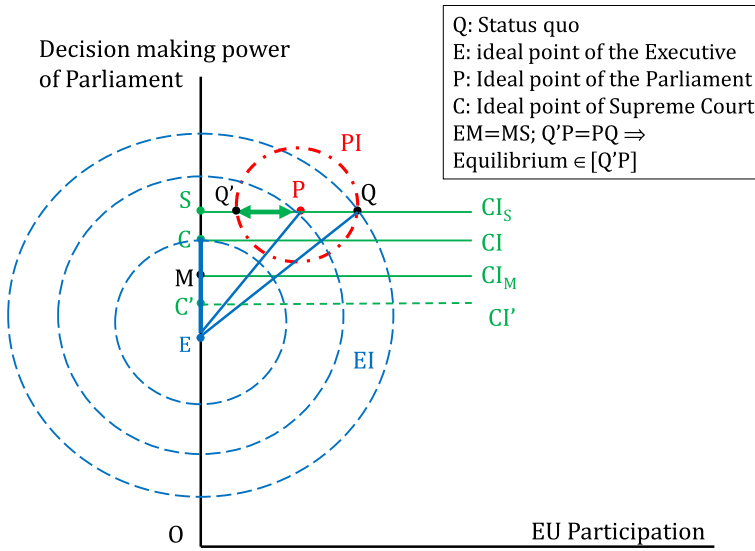 Decision making power
of Parliament
Q: Status quo
E: ideal point of the Executive
P: Ideal point of the Parliament
C: Ideal point of Supreme Court
EM=MS; Q’P=PQ ⇒
Equilibrium ∈ [Q’P]
PI
S
Q’
P
Q
CIS
C
CI
M
CIM
C’
CI’
E
EI
O
EU Participation